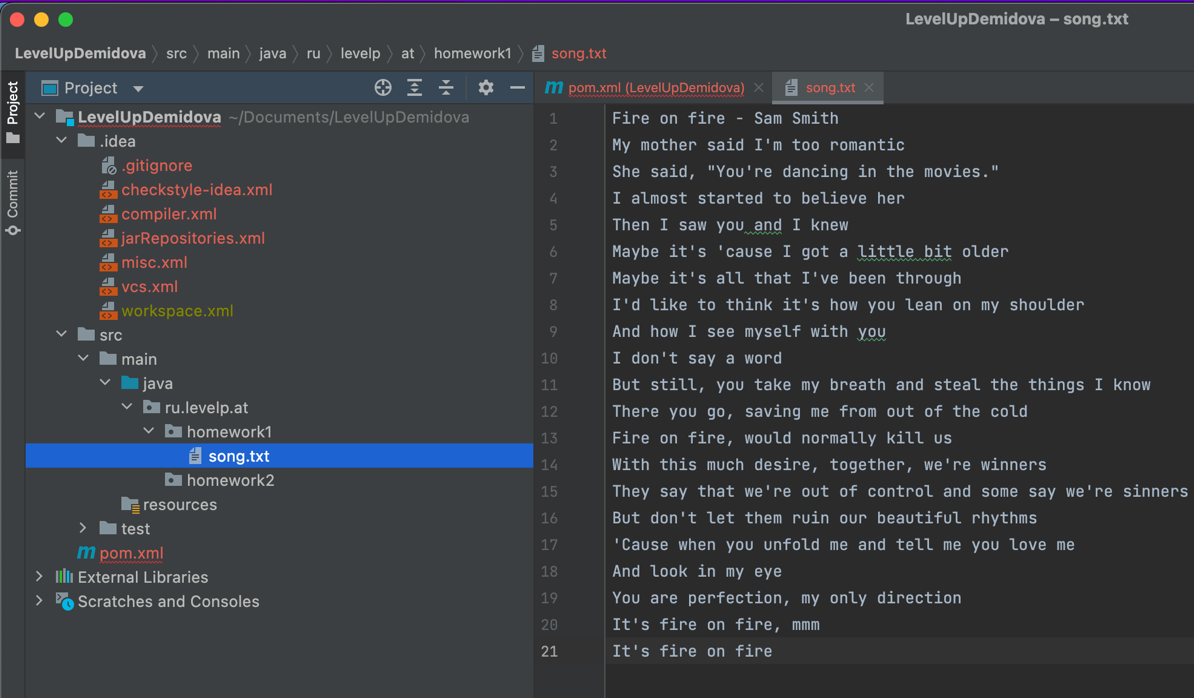 LevelUpDemidova – song.txt
LevelUpDemidova src main java ru levelp at homework1 song.txt
Project
Commit
Project
LevelUpDemidova ~/Documents/LevelUpDemidova
.idea
.gitignore
checkstyle-idea.xml
compiler.xml
jarRepositories.xml
misc.xml
vcs.xml
workspace.xml
src
main
java
ru.levelp.at
homework1
song.txt
homework2
resources
test
m pom.xml
External Libraries
Scratches and Consoles
m pom.xml (LevelUpDemidova) song.txt
1 Fire on fire - Sam Smith
2 My mother said I'm too romantic
3 She said, "You're dancing in the movies."
4 I almost started to believe her
5 Then I saw you and I knew
6 Maybe it's 'cause I got a little bit older
7 Maybe it's all that I've been through
8 I'd like to think it's how you lean on my shoulder
9 And how I see myself with you
10 I don't say a word
11 But still, you take my breath and steal the things I know
12 There you go, saving me from out of the cold
13 Fire on fire, would normally kill us
14 With this much desire, together, we're winners
15 They say that we're out of control and some say we're sinners
16 But don't let them ruin our beautiful rhythms
17 'Cause when you unfold me and tell me you love me
18 And look in my eye
19 You are perfection, my only direction
20 It's fire on fire, mmm
21 It's fire on fire